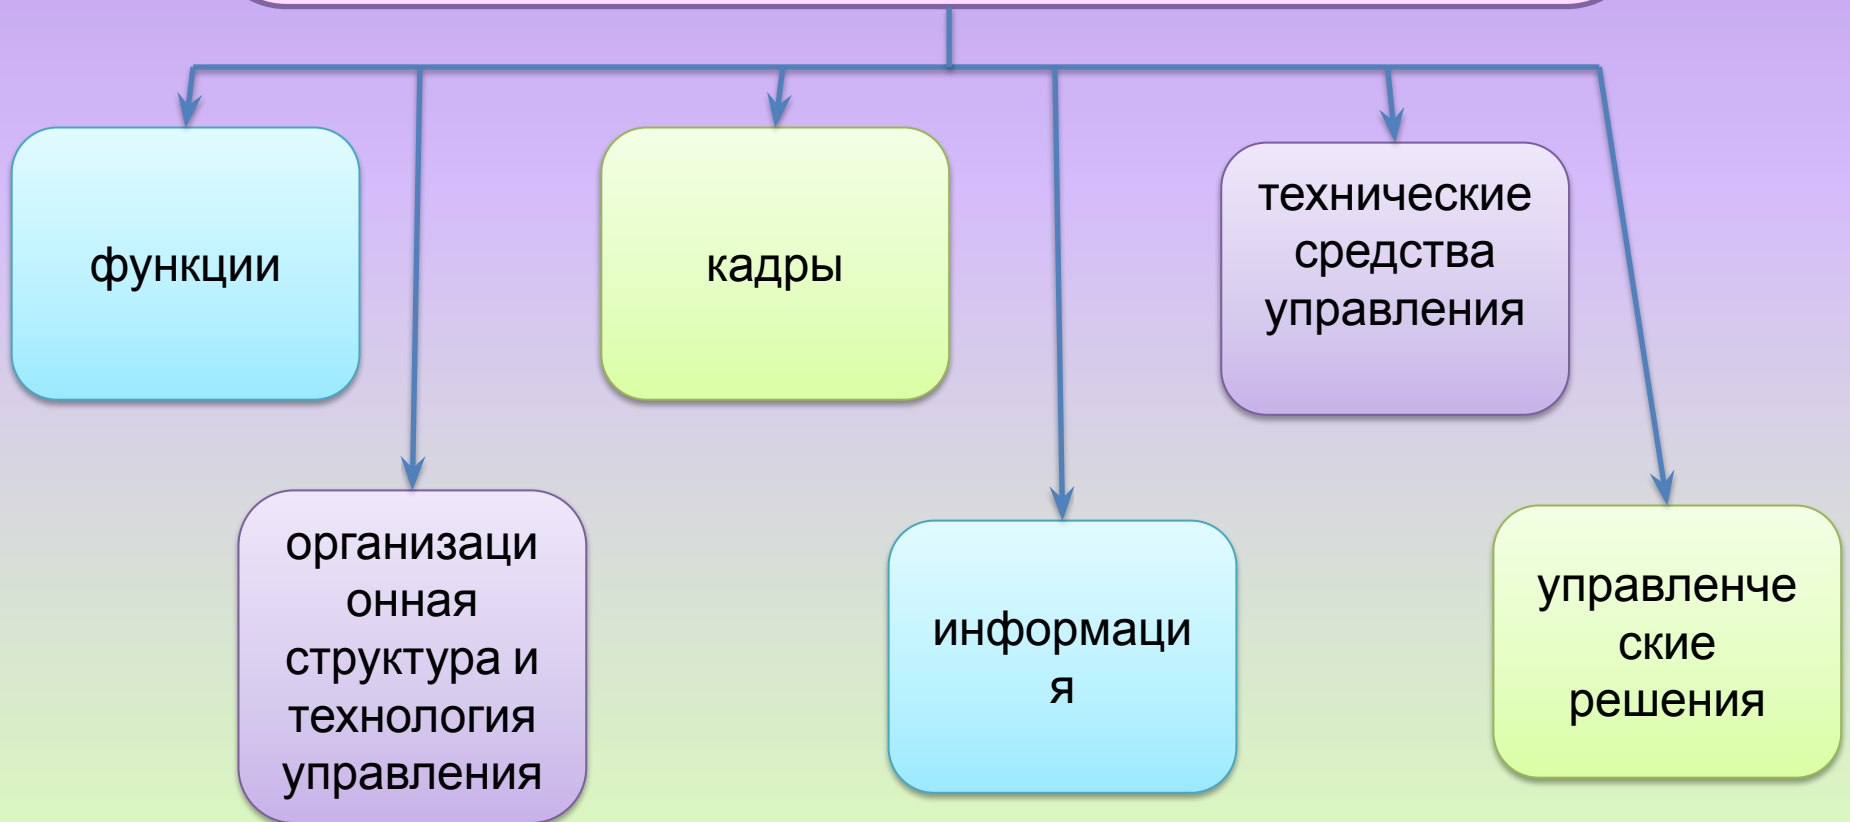 функции
кадры
технические
средства
управления
организаци
онная
структура и
технология
управления
информаци
я
управленче
ские
решения